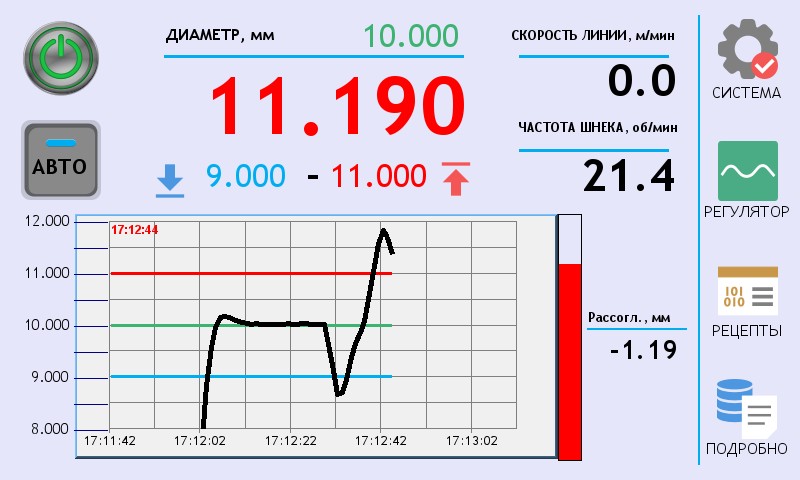 ДИАМЕТР, мм 10.000
11.190
9.000 - 11.000
АВТО
СКОРОСТЬ ЛИНИИ, м/мин
0.0
ЧАСТОТА ШНЕКА, об/мин
21.4
СИСТЕМА
РЕГУЛЯТОР
101
010
РЕЦЕПТЫ
ПОДРОБНО
12.000
11.000
10.000
9.000
8.000
17:12:44
17:11:42 17:12:02 17:12:22 17:12:42 17:13:02
Рассогл., мм
-1.19